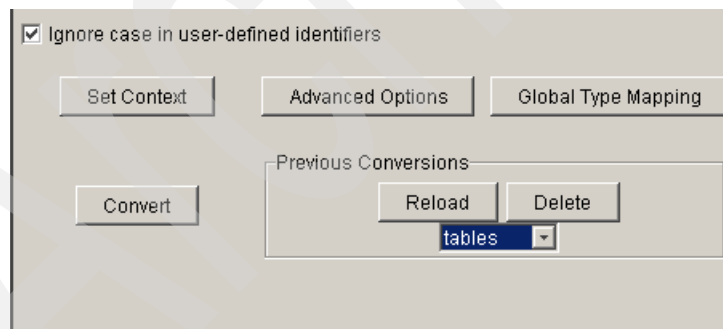 Ignore case in user-defined identifiers
Set Context Advanced Options Global Type Mapping
Previous Conversions
Convert Reload Delete
tables